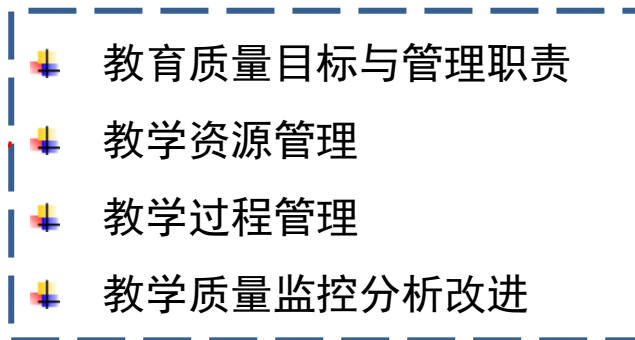 教育质量目标与管理职责
教学资源管理
教学过程管理
教学质量监控分析改进